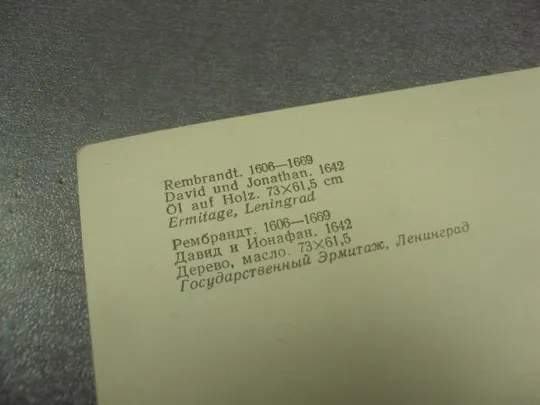 Rembrandt. 1606—1669
David und Jonathan. 1642
Öl auf Holz. 73×61,5 cm
Ermitage, Leningrad
Рембрандт. 1606—1669
Давид и Ионафан. 1642
Дерево, масло. 73×61,5
Государственный Эрмитаж, Ленинград